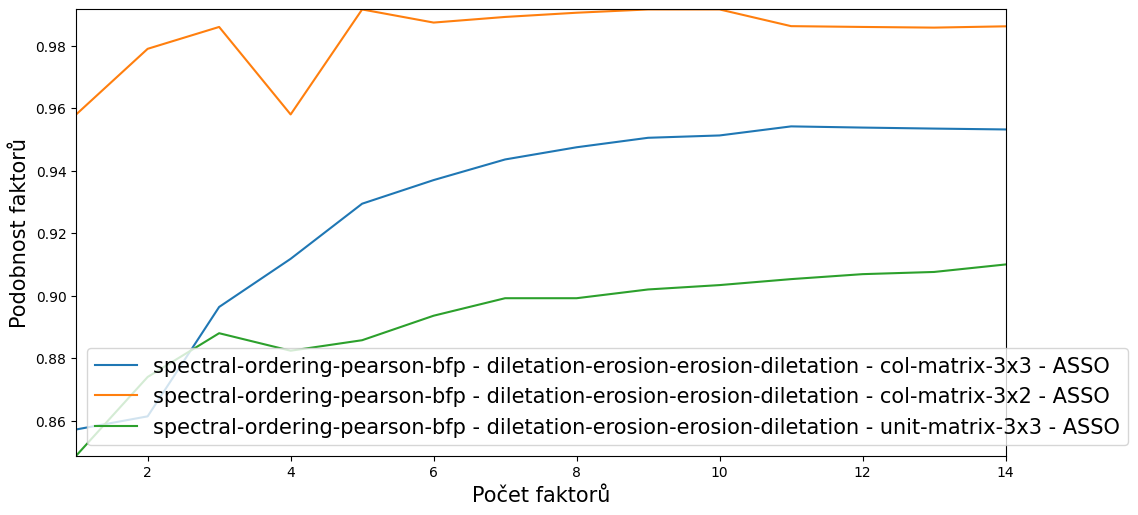 0.98
0.96
0.94
0.92
0.90
0.88
0.86
Podobnost faktorů
spectral-ordering-pearson-bfp - diletation-erosion-erosion-diletation - col-matrix-3x3 - ASSO
spectral-ordering-pearson-bfp - diletation-erosion-erosion-diletation - col-matrix-3x2 - ASSO
spectral-ordering-pearson-bfp - diletation-erosion-erosion-diletation - unit-matrix-3x3 - ASSO
2 4 6 8 10 12 14
Počet faktorů